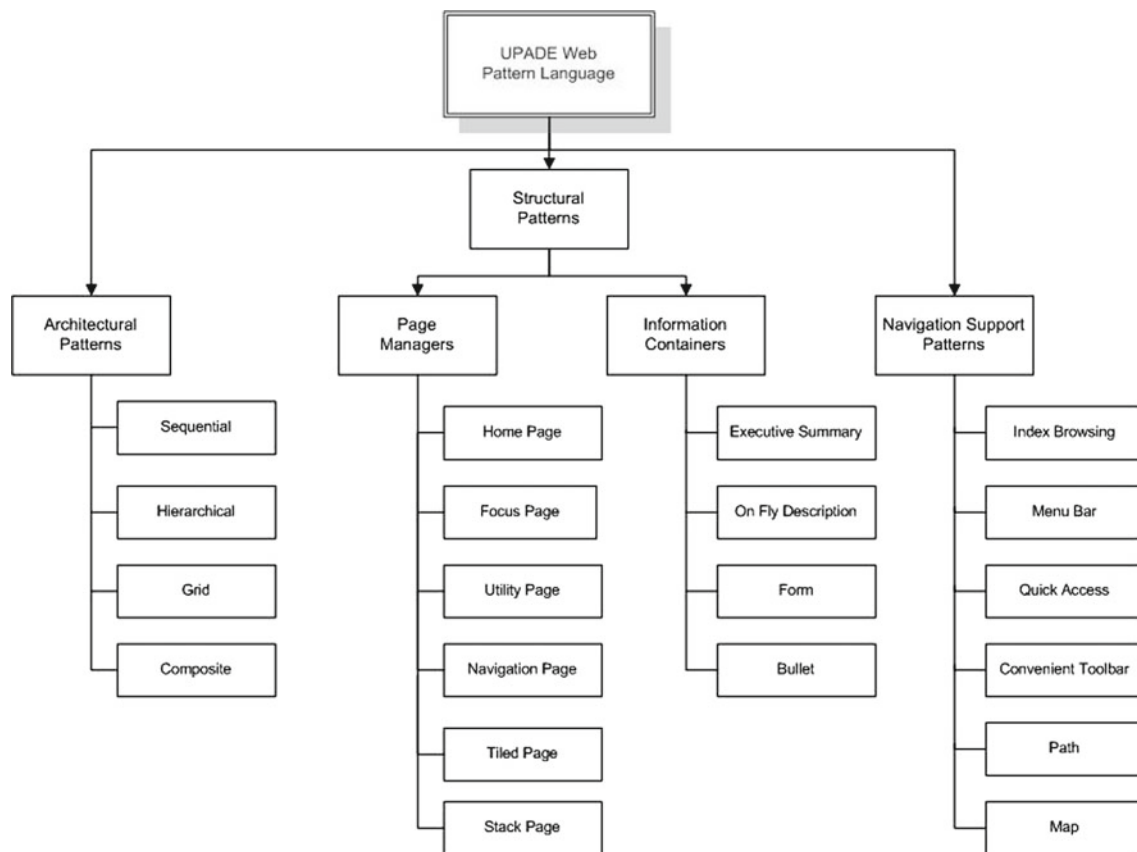 UPADE Web
Pattern Language
Structural
Patterns
Architectural
Patterns
Page
Managers
Information
Containers
Navigation Support
Patterns
Sequential
Hierarchical
Grid
Composite
Home Page
Focus Page
Utility Page
Navigation Page
Tiled Page
Stack Page
Executive Summary
On Fly Description
Form
Bullet
Index Browsing
Menu Bar
Quick Access
Convenient Toolbar
Path
Map